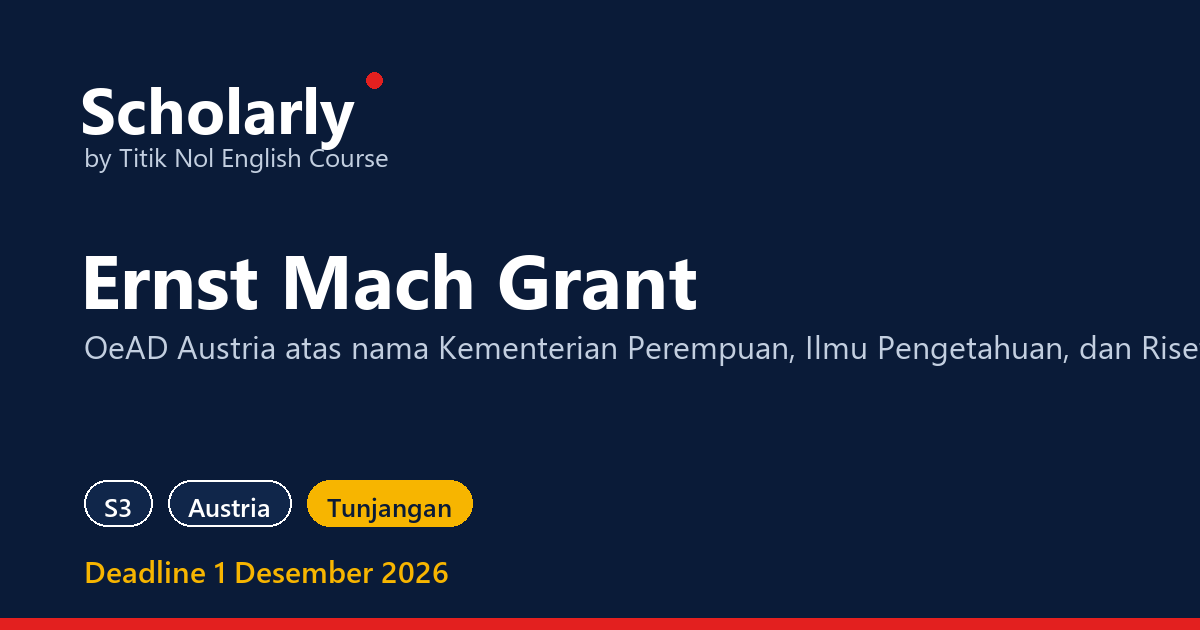 Scholarly
by Titik Nol English Course
Ernst Mach Grant
OeAD Austria atas nama Kementerian Perempuan, Ilmu Pengetahuan, dan Rise
S3
Austria
Tunjangan
Deadline 1 Desember 2026